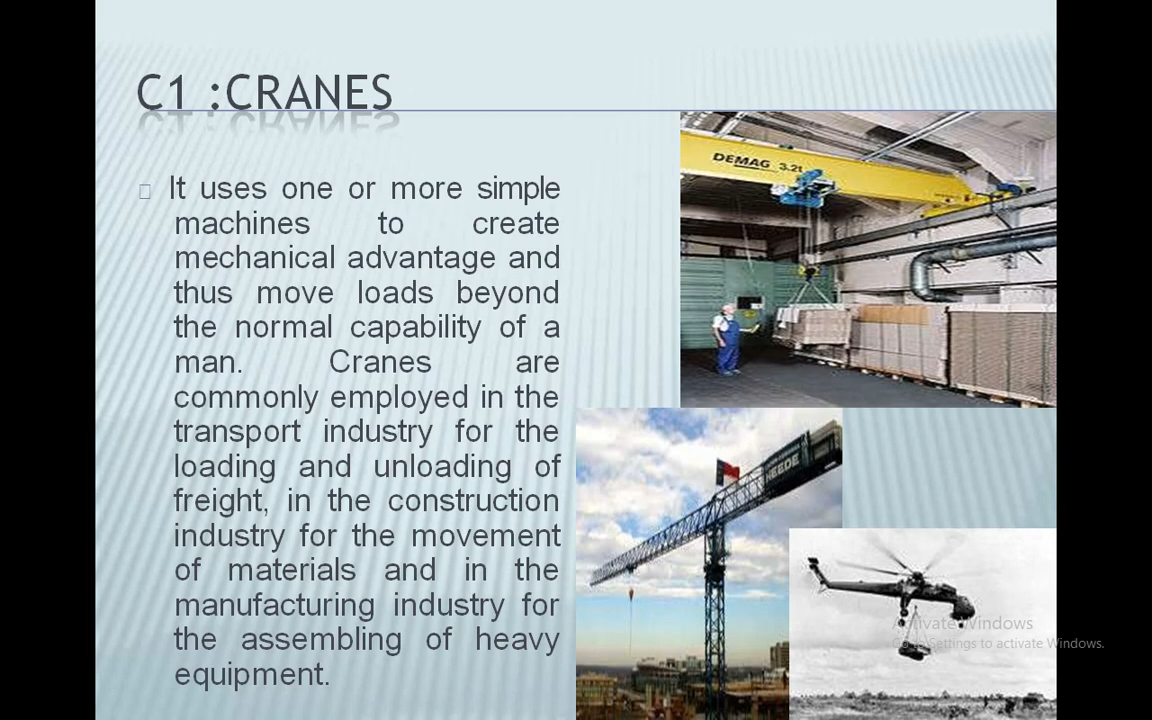 C1 :CRANES
It uses one or more simple
machines to create
mechanical advantage and
thus move loads beyond
the normal capability of a
man. Cranes are
commonly employed in the
transport industry for the
loading and unloading of
freight, in the construction
industry for the movement
of materials and in the
manufacturing industry for
the assembling of heavy
equipment.
DEMAG 3.2t
HEEDE
Activate Windows
Go to Settings to activate Windows.